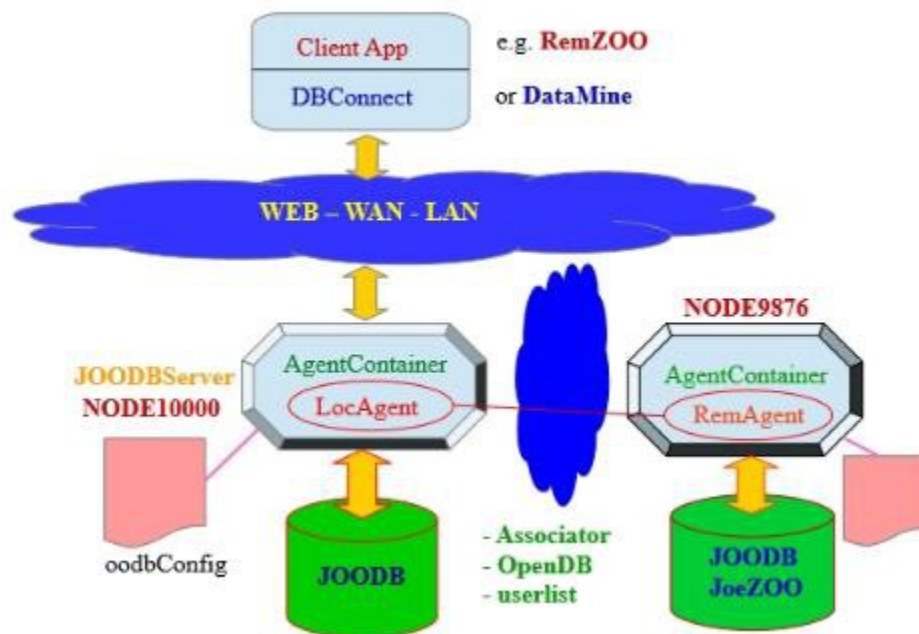 Client App
e.g. RemZOO
DBConnect
or DataMine
WEB – WAN - LAN
NODE9876
AgentContainer
JOODBServer
NODE10000
LocAgent
AgentContainer
RemAgent
oodbConfig
JOODB
- Associator
- OpenDB
- userlist
JOODB
JoeZOO